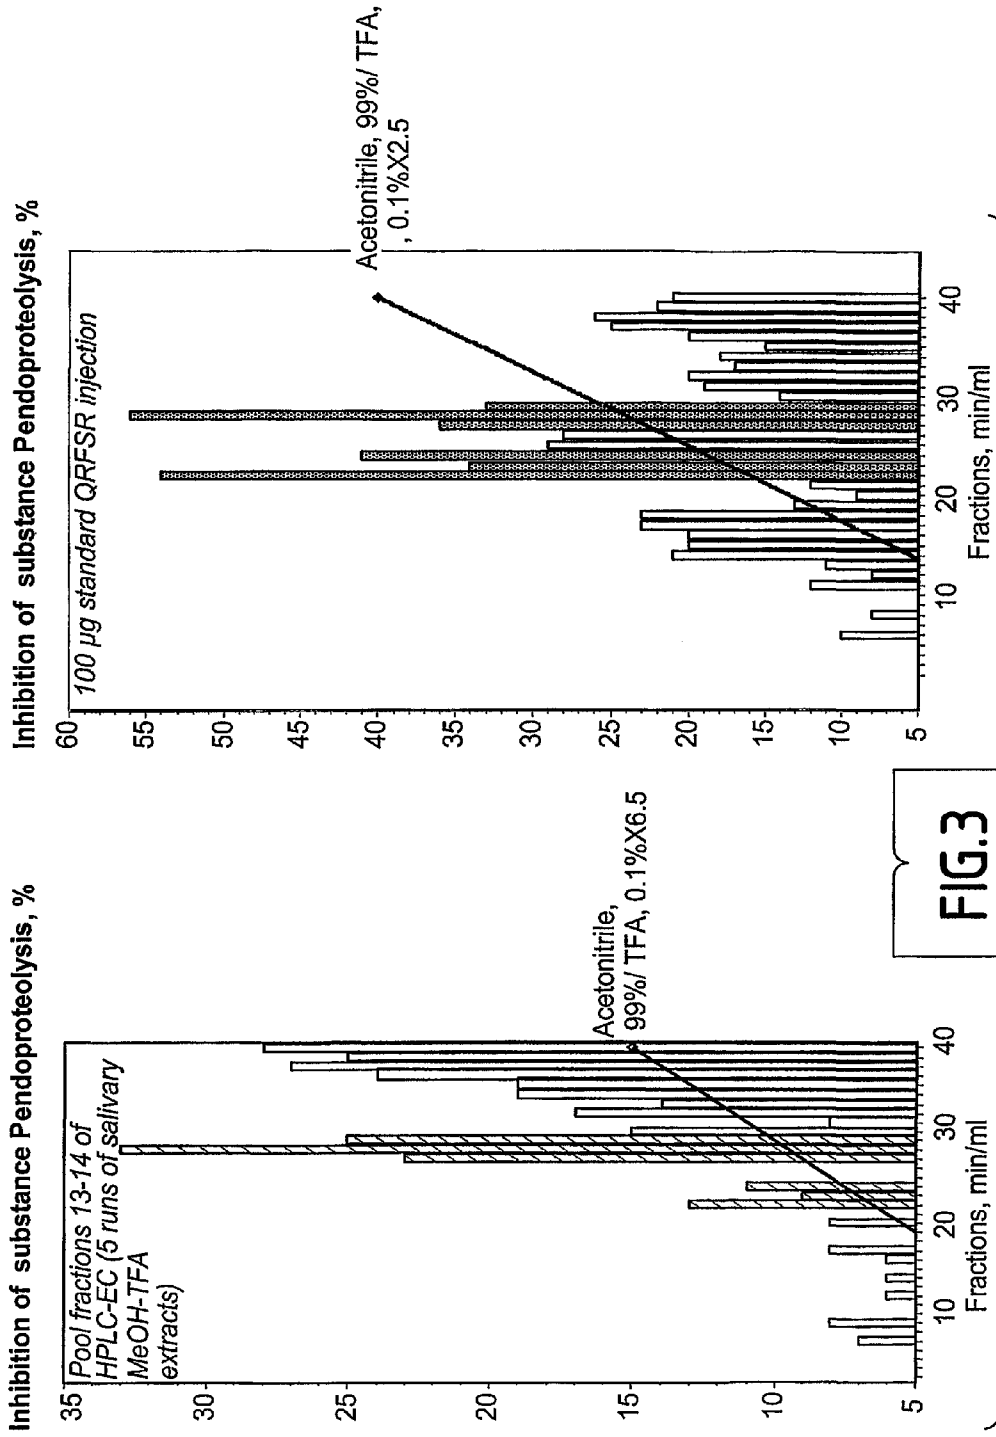 Inhibition of substance Pendoproteolysis, %
35
30
25
20
15
10
5
Pool fractions 13-14 of
HPLC-EC (5 runs of salivary
MeOH-TFA
extracts)
Acetonitrile,
99%/ TFA, 0.1%X6.5
10 20 30 40
Fractions, min/ml
Inhibition of substance Pendoproteolysis, %
60
55
50
45
40
35
30
25
20
15
10
5
100 µg standard QRFSR injection
Acetonitrile, 99%/ TFA,
, 0.1%X2.5
10 20 30 40
Fractions, min/ml
FIG.3